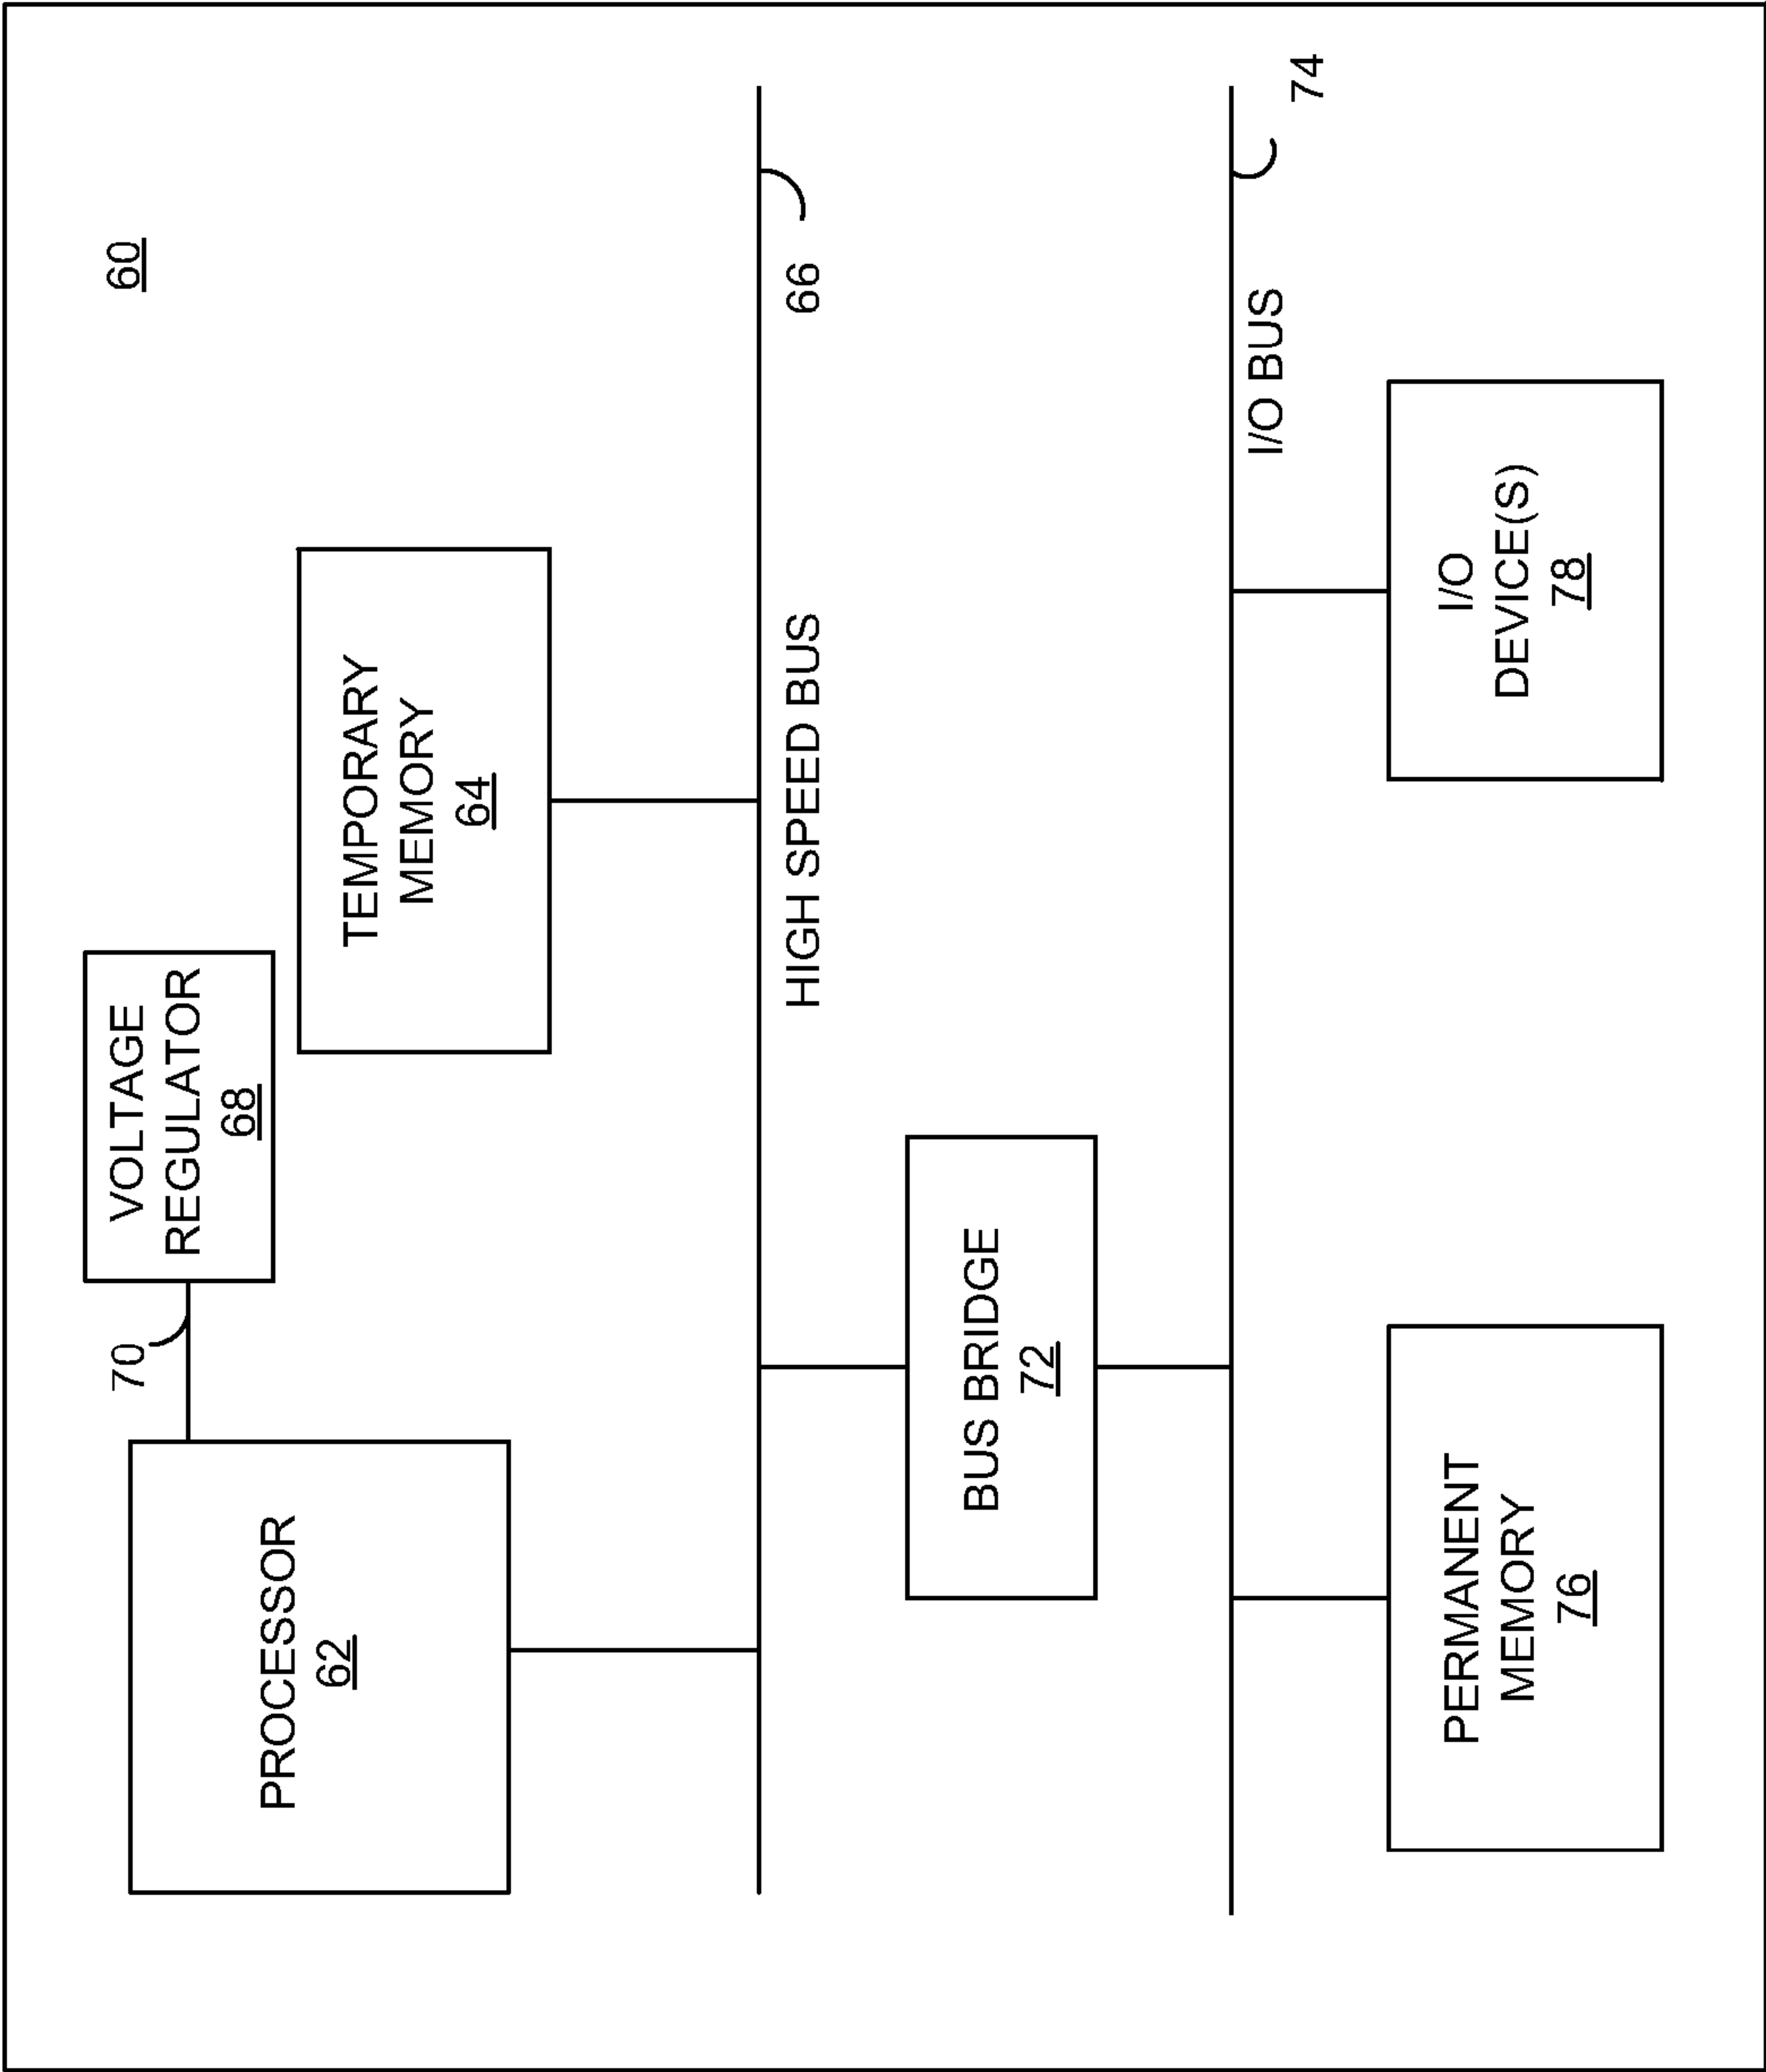 60
VOLTAGE
REGULATOR
68
70
PROCESSOR
62
TEMPORARY
MEMORY
64
HIGH SPEED BUS
66
BUS BRIDGE
72
I/O BUS
74
PERMANENT
MEMORY
76
I/O
DEVICE(S)
78